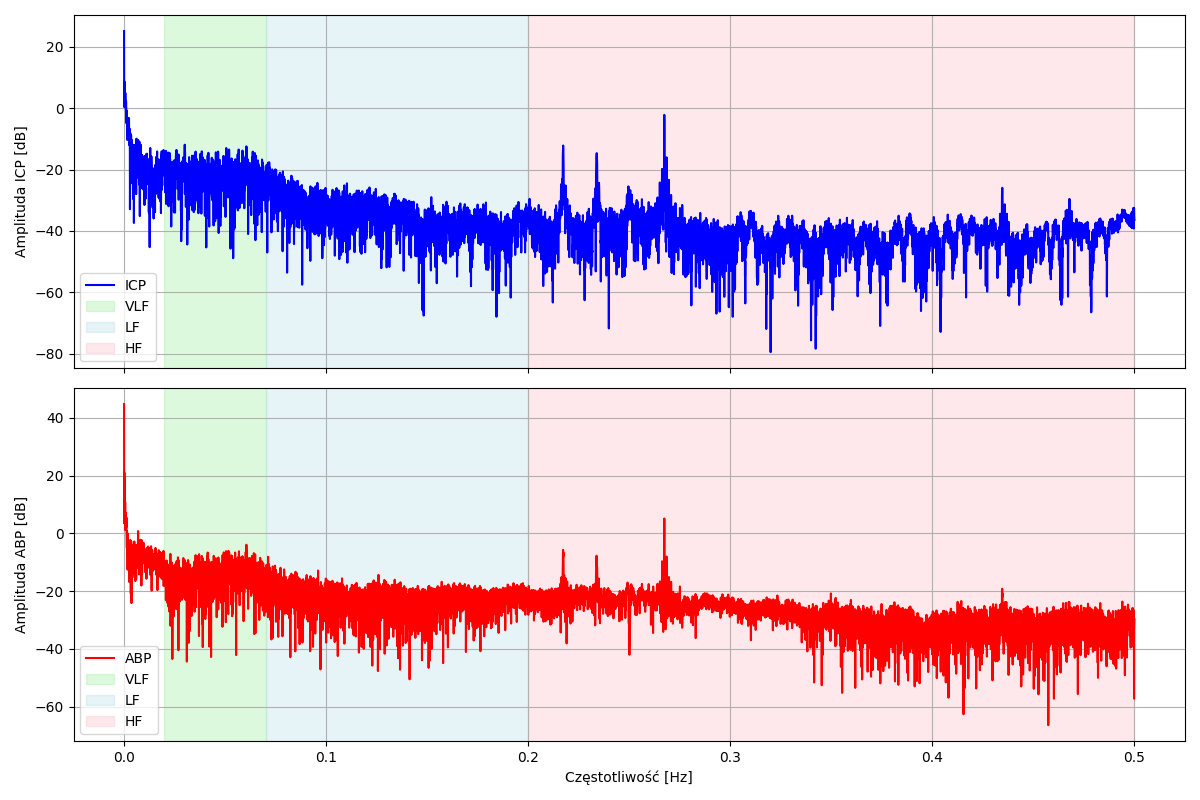 20
0
−20
−40
−60
−80
Amplituda ICP [dB]
ICP
VLF
LF
HF
40
20
0
−20
−40
−60
Amplituda ABP [dB]
ABP
VLF
LF
HF
0.0 0.1 0.2 0.3 0.4 0.5
Częstotliwość [Hz]